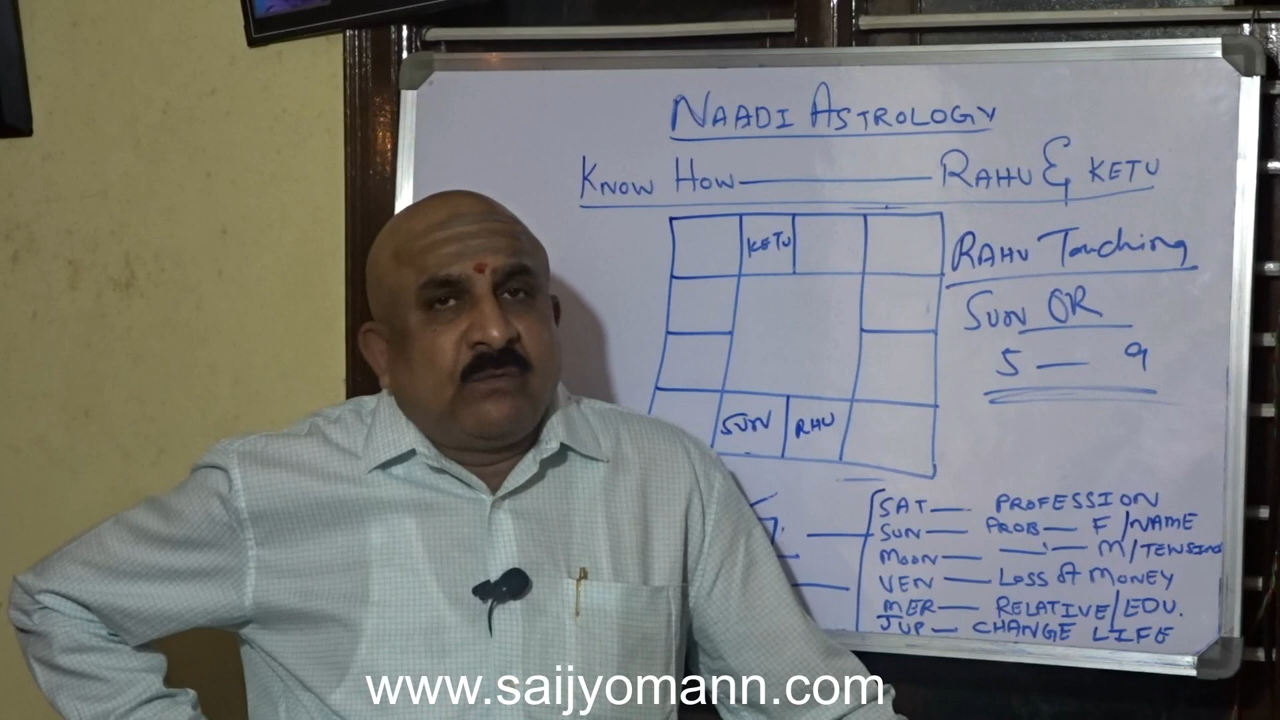 NAADI ASTROLOGY
KNOW HOW ——— RAHU & KETU
KETU
RAHU Touching
SUN OR
5 — 9
SUN RHU
SAT — PROFESSION
SUN — PROB — F/NAME
MOON — —'— M/TENSION
VEN — LOSS OF MONEY
MER — RELATIVE/EDU.
JUP — CHANGE LIFE
www.saijyomann.com